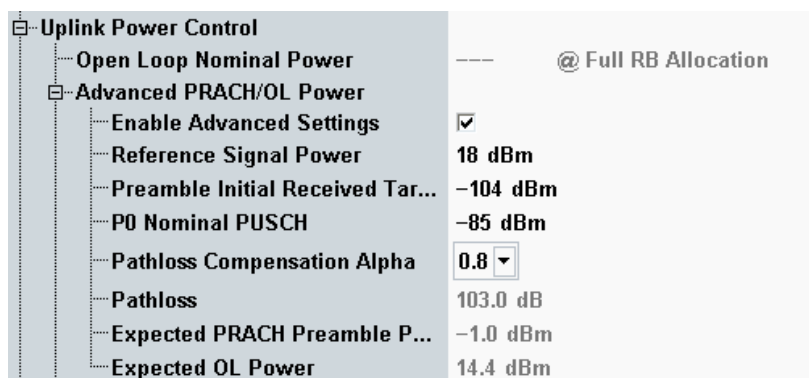 Uplink Power Control
Open Loop Nominal Power --- @ Full RB Allocation
Advanced PRACH/OL Power
Enable Advanced Settings
Reference Signal Power 18 dBm
Preamble Initial Received Tar... -104 dBm
P0 Nominal PUSCH -85 dBm
Pathloss Compensation Alpha 0.8
Pathloss 103.0 dB
Expected PRACH Preamble P... -1.0 dBm
Expected OL Power 14.4 dBm